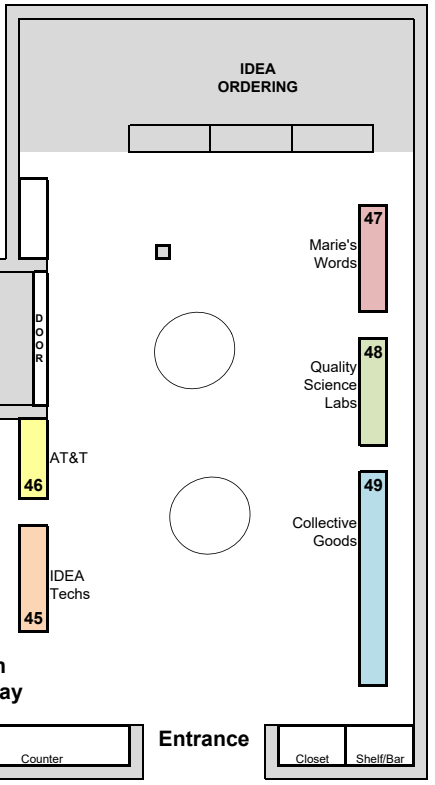 IDEA
ORDERING
47
Marie's
Words
DOOR
48
Quality
Science
Labs
AT&T
46
49
Collective
Goods
IDEA
Techs
45
ay
Entrance
Counter
Closet
Shelf/Bar